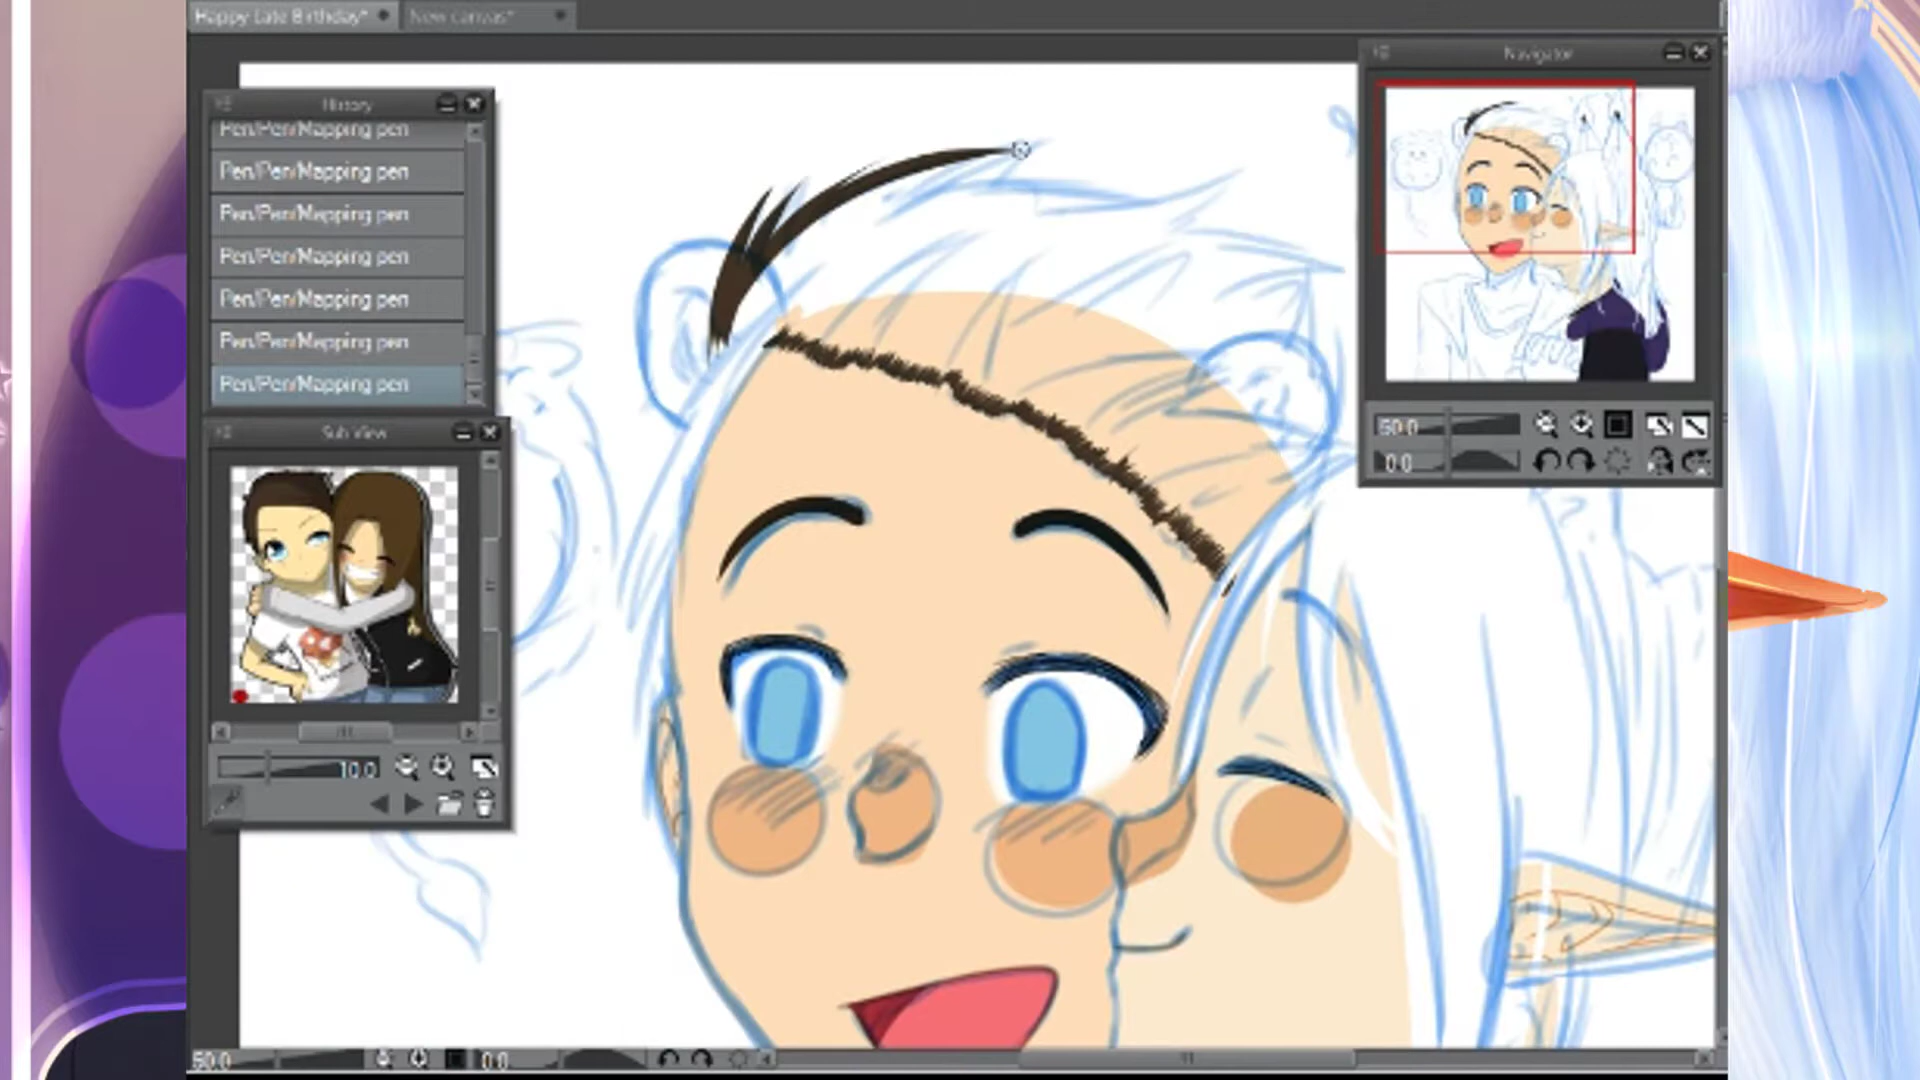 Happy Late Birthday*
New canvas*
History
Pen/Pen/Mapping pen
Pen/Pen/Mapping pen
Pen/Pen/Mapping pen
Pen/Pen/Mapping pen
Pen/Pen/Mapping pen
Pen/Pen/Mapping pen
Pen/Pen/Mapping pen
Sub View
10.0
Navigator
50.0
0.0
50.0
0.0